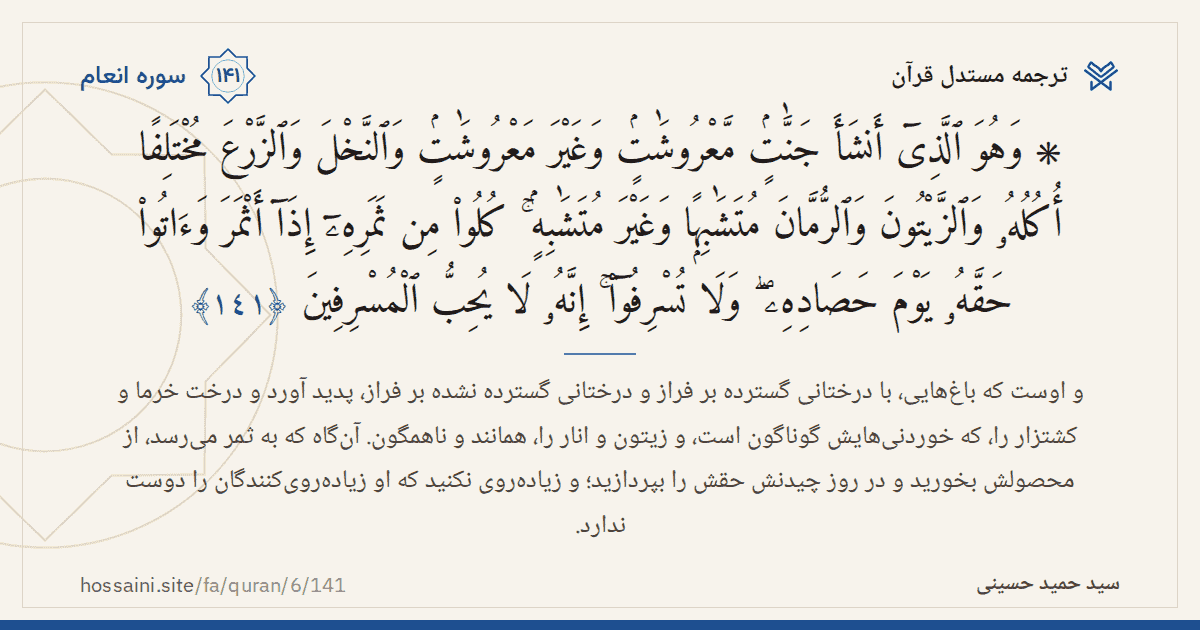 ترجمه مستدل قرآن
سوره انعام ۱۴۱
* وَهُوَ ٱلَّذِىٓ أَنشَأَ جَنَّـٰتٍۢ مَّعْرُوشَـٰتٍۢ وَغَيْرَ مَعْرُوشَـٰتٍۢ وَٱلنَّخْلَ وَٱلزَّرْعَ مُخْتَلِفًا
أُكُلُهُۥ وَٱلزَّيْتُونَ وَٱلرُّمَّانَ مُتَشَـٰبِهًۭا وَغَيْرَ مُتَشَـٰبِهٍۢ ۚ كُلُوا۟ مِن ثَمَرِهِۦٓ إِذَآ أَثْمَرَ وَءَاتُوا۟
حَقَّهُۥ يَوْمَ حَصَادِهِۦ ۖ وَلَا تُسْرِفُوٓا۟ ۚ إِنَّهُۥ لَا يُحِبُّ ٱلْمُسْرِفِينَ ﴿١٤١﴾
و اوست که باغ‌هایی، با درختانی گسترده بر فراز و درختانی گسترده نشده بر فراز، پدید آورد و درخت خرما و
کشتزار را، که خوردنی‌هایش گوناگون است، و زیتون و انار را، همانند و ناهمگون. آن‌گاه که به ثمر می‌رسد، از
محصولش بخورید و در روز چیدنش حقش را بپردازید؛ و زیاده‌روی نکنید که او زیاده‌روی‌کنندگان را دوست
ندارد.
سید حمید حسینی
hossaini.site/fa/quran/6/141